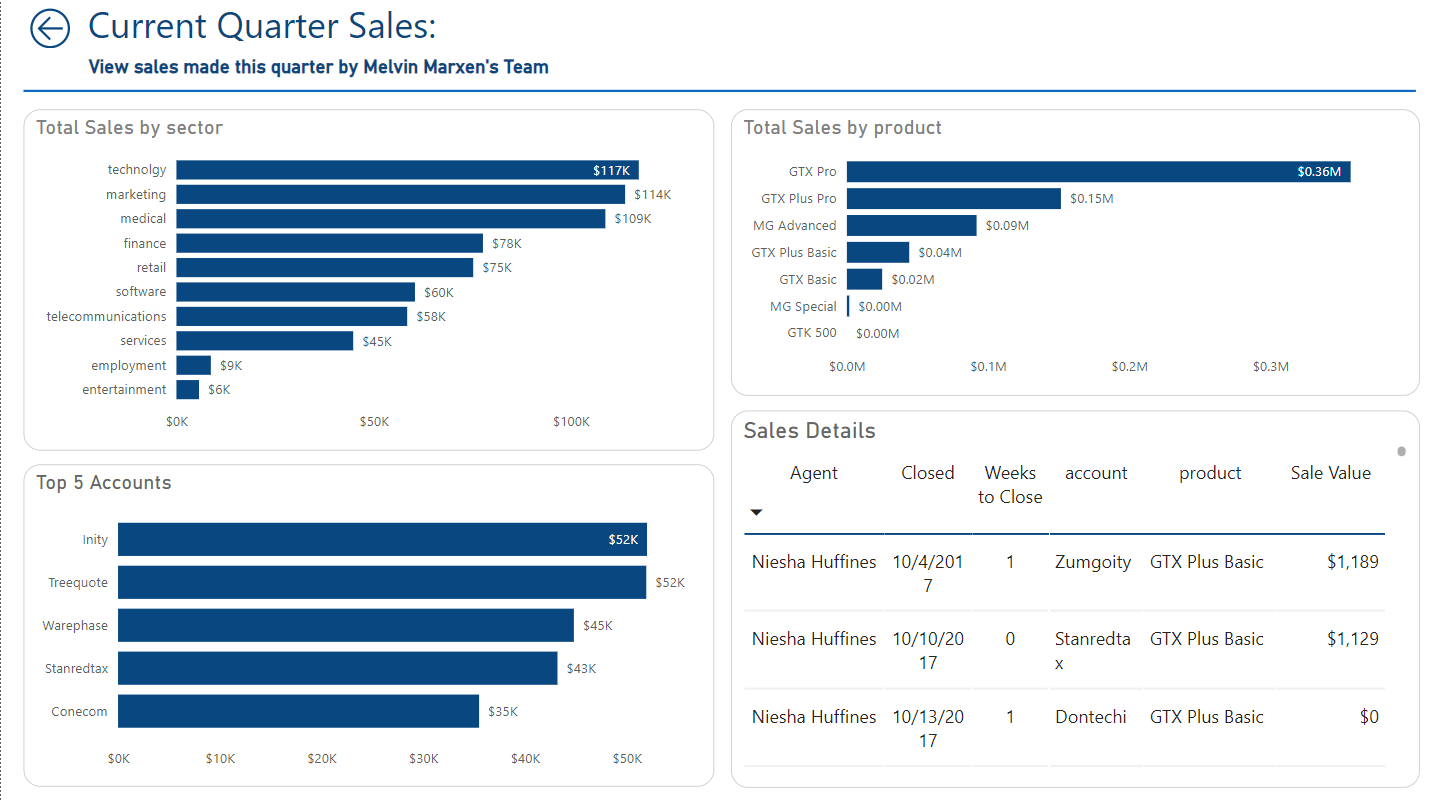 Current Quarter Sales:
View sales made this quarter by Melvin Marxen's Team
Total Sales by sector
technolgy $117K
marketing $114K
medical $109K
finance $78K
retail $75K
software $60K
telecommunications $58K
services $45K
employment $9K
entertainment $6K
$0K $50K $100K
Total Sales by product
GTX Pro $0.36M
GTX Plus Pro $0.15M
MG Advanced $0.09M
GTX Plus Basic $0.04M
GTX Basic $0.02M
MG Special $0.00M
GTK 500 $0.00M
$0.0M $0.1M $0.2M $0.3M
Top 5 Accounts
Inity $52K
Treequote $52K
Warephase $45K
Stanredtax $43K
Conecom $35K
$0K $10K $20K $30K $40K $50K
Sales Details
Agent Closed Weeks account product Sale Value
to Close
Niesha Huffines 10/4/201 1 Zumgoity GTX Plus Basic $1,189
7
Niesha Huffines 10/10/20 0 Stanredta GTX Plus Basic $1,129
17 x
Niesha Huffines 10/13/20 1 Dontechi GTX Plus Basic $0
17